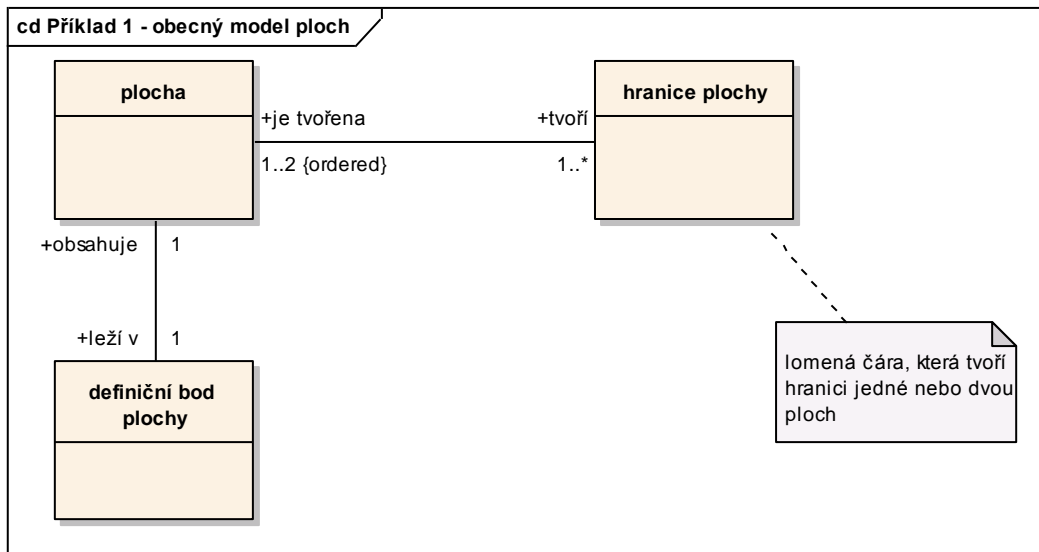 cd Příklad 1 - obecný model ploch
plocha
hranice plochy
+je tvořena
+tvoří
1..2 {ordered}
1..*
+obsahuje
1
+leží v
1
definiční bod
plochy
lomená čára, která tvoří
hranici jedné nebo dvou
ploch